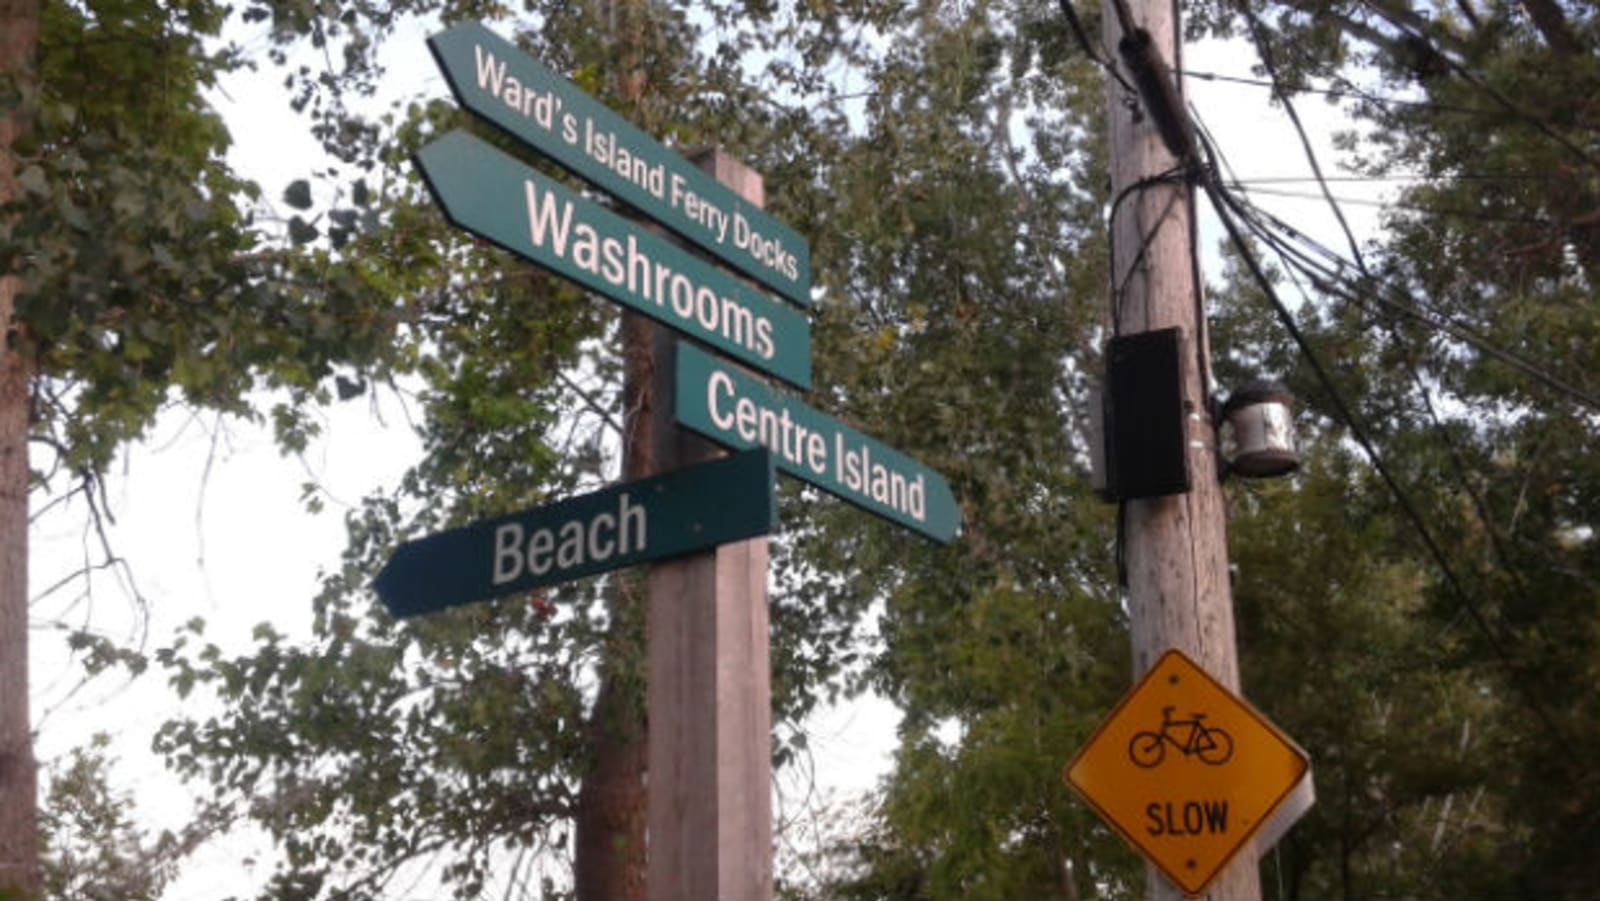 Ward's Island Ferry Docks
Washrooms
Centre Island
Beach
SLOW